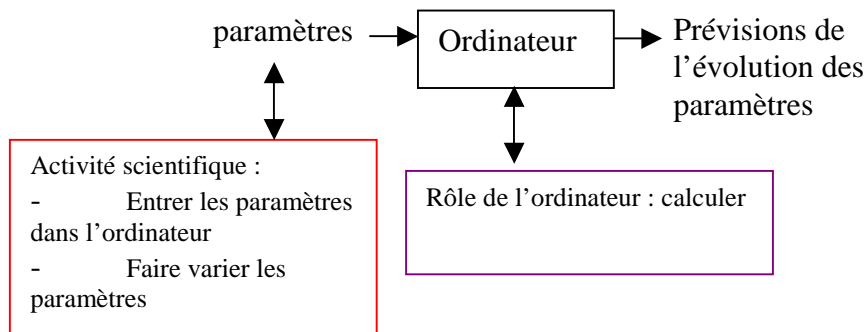 paramètres
Ordinateur
Prévisions de
l’évolution des
paramètres
Activité scientifique :
- Entrer les paramètres
dans l’ordinateur
- Faire varier les
paramètres
Rôle de l’ordinateur : calculer